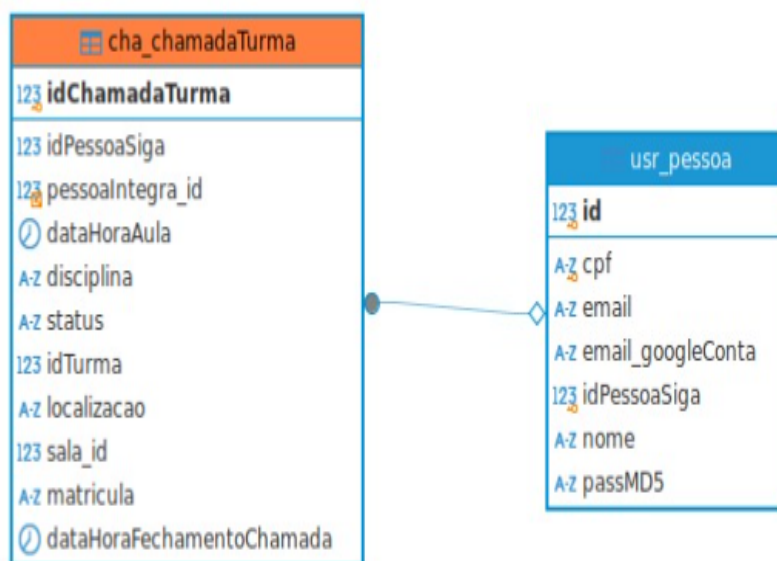 cha_chamadaTurma
123 idChamadaTurma
123 idPessoaSiga
123 pessoaIntegra_id
dataHoraAula
A-Z disciplina
A-Z status
123 idTurma
A-Z localizacao
123 sala_id
A-Z matricula
dataHoraFechamentoChamada
usr_pessoa
123 id
A-Z cpf
A-Z email
A-Z email_googleConta
123 idPessoaSiga
A-Z nome
A-Z passMD5